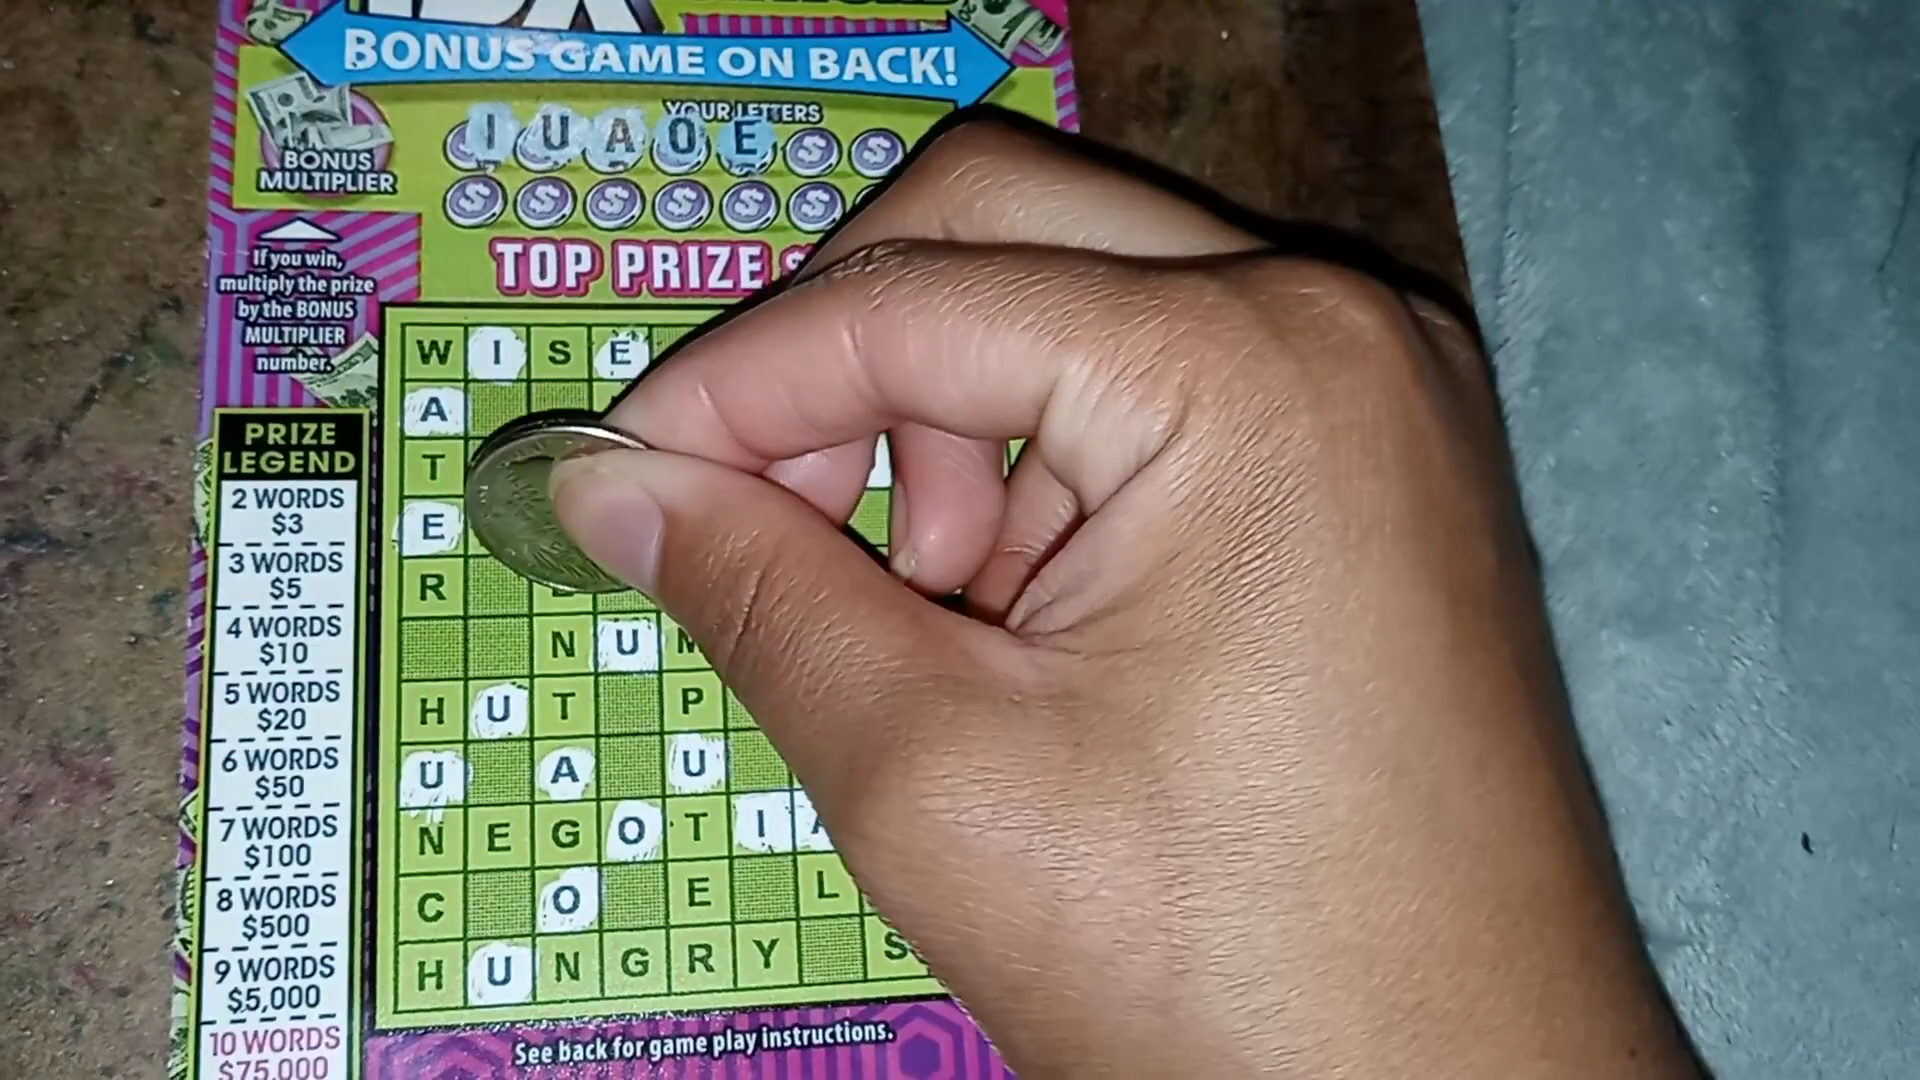 BONUS GAME ON BACK!
YOUR LETTERS
I U A O E
BONUS
MULTIPLIER
TOP PRIZE
If you win,
multiply the prize
by the BONUS
MULTIPLIER
number.
PRIZE
LEGEND
2 WORDS
$3
3 WORDS
$5
4 WORDS
$10
5 WORDS
$20
6 WORDS
$50
7 WORDS
$100
8 WORDS
$500
9 WORDS
$5,000
10 WORDS
$75,000
W I S E
A
T
E
R
N U M
H U T P
U A U
N E G O T I A
C O E L
H U N G R Y S
See back for game play instructions.